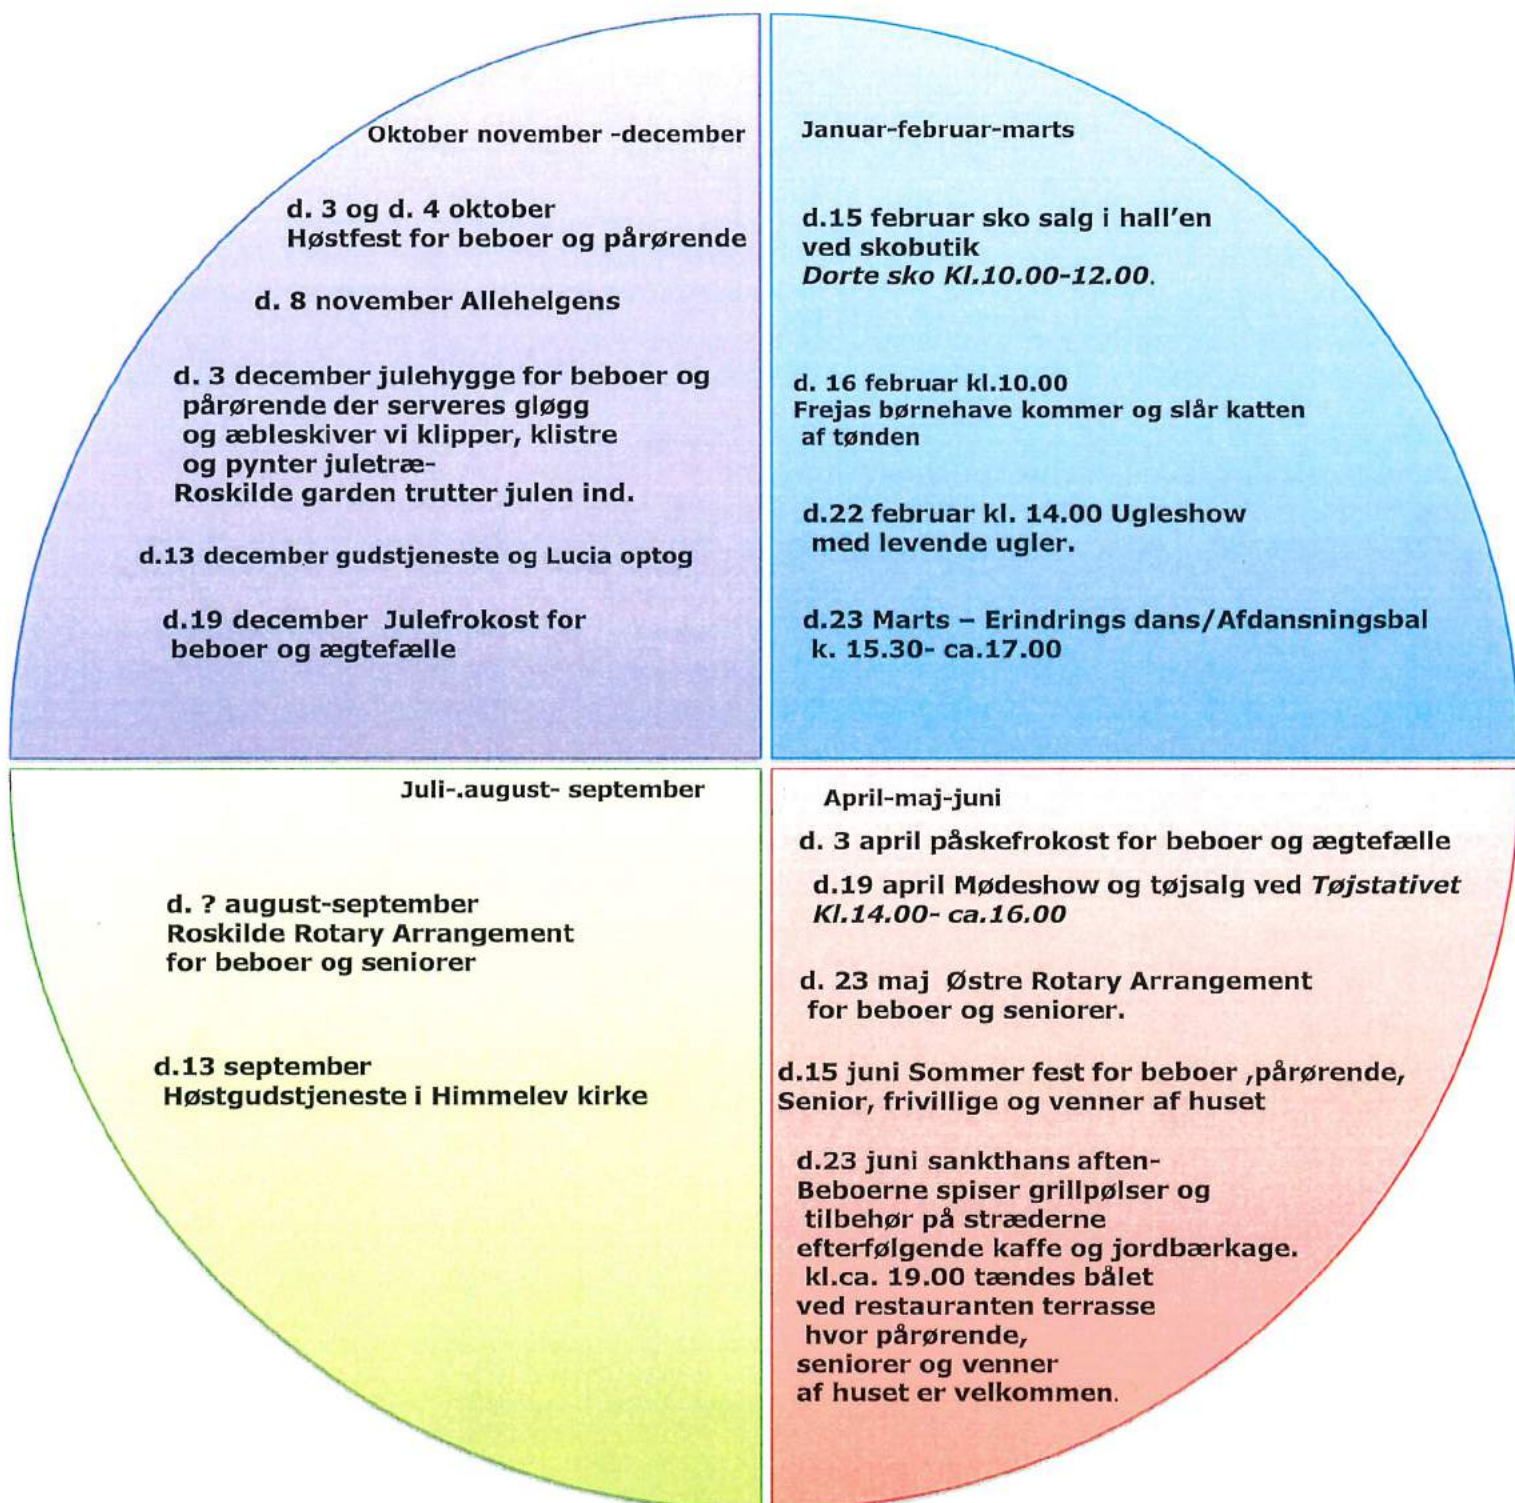 Oktober november -december
d. 3 og d. 4 oktober
Høstfest for beboer og pårørende
d. 8 november Allehelgens
d. 3 december julehygge for beboer og
pårørende der serveres gløgg
og æbleskiver vi klipper, klistre
og pynter juletræ-
Roskilde garden trutter julen ind.
d.13 december gudstjeneste og Lucia optog
d.19 december  Julefrokost for
beboer og ægtefælle
Januar-februar-marts
d.15 februar sko salg i hall’en
ved skobutik
Dorte sko Kl.10.00-12.00.
d. 16 februar kl.10.00
Frejas børnehave kommer og slår katten
af tønden
d.22 februar kl. 14.00 Ugleshow
med levende ugler.
d.23 Marts – Erindrings dans/Afdansningsbal
k. 15.30- ca.17.00
Juli-.august- september
d. ? august-september
Roskilde Rotary Arrangement
for beboer og seniorer
d.13 september
Høstgudstjeneste i Himmelev kirke
April-maj-juni
d. 3 april påskefrokost for beboer og ægtefælle
d.19 april Mødeshow og tøjsalg ved Tøjstativet
Kl.14.00- ca.16.00
d. 23 maj  Østre Rotary Arrangement
for beboer og seniorer.
d.15 juni Sommer fest for beboer ,pårørende,
Senior, frivillige og venner af huset
d.23 juni sankthans aften-
Beboerne spiser grillpølser og
tilbehør på stræderne
efterfølgende kaffe og jordbærkage.
kl.ca. 19.00 tændes bålet
ved restauranten terrasse
hvor pårørende,
seniorer og venner
af huset er velkommen.